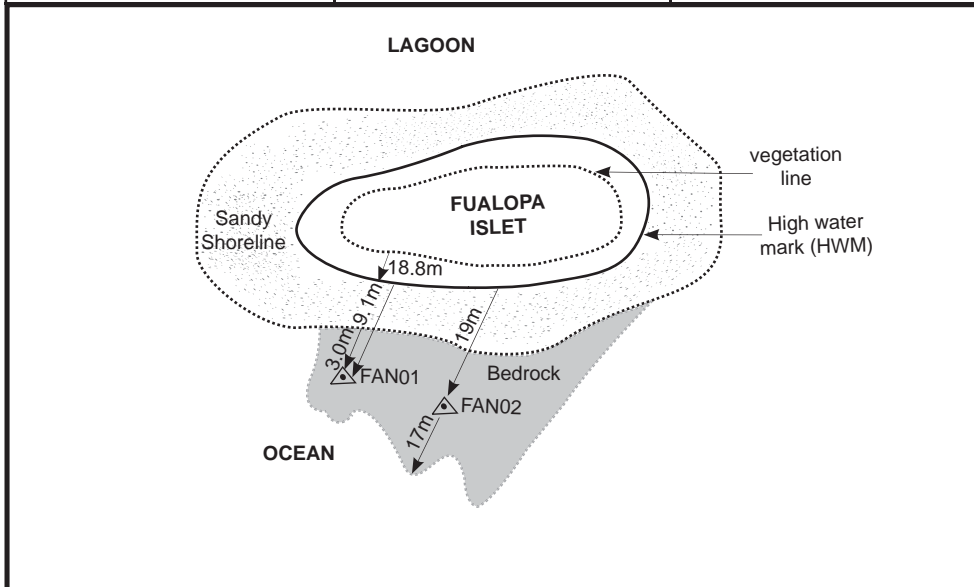 LAGOON
vegetation
line
FUALOPA
ISLET
Sandy
Shoreline
High water
mark (HWM)
18.8m
9.1m
3.0m
19m
FAN01
Bedrock
FAN02
17m
OCEAN